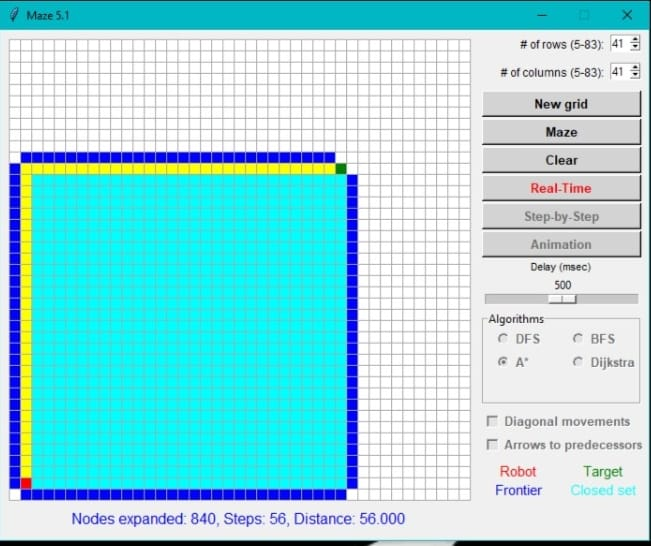 Maze 5.1
# of rows (5-83): 41
# of columns (5-83): 41
New grid
Maze
Clear
Real-Time
Step-by-Step
Animation
Delay (msec)
500
Algorithms
DFS BFS
A* Dijkstra
Diagonal movements
Arrows to predecessors
Robot Target
Frontier Closed set
Nodes expanded: 840, Steps: 56, Distance: 56.000